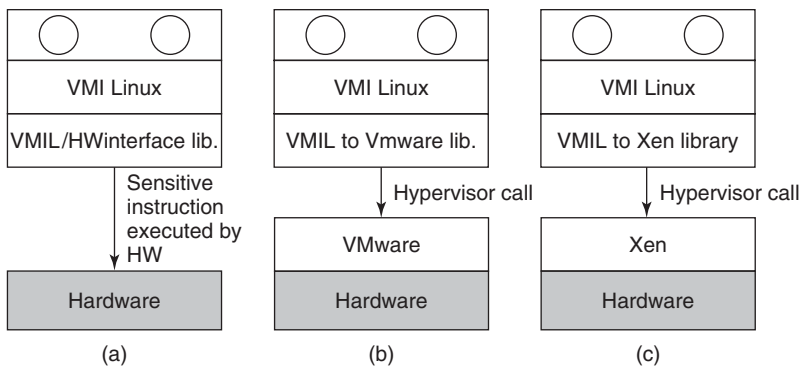 VMI Linux
VMIL/HWinterface lib.
Sensitive
instruction
executed by
HW
Hardware
(a)
VMI Linux
VMIL to Vmware lib.
Hypervisor call
VMware
Hardware
(b)
VMI Linux
VMIL to Xen library
Hypervisor call
Xen
Hardware
(c)